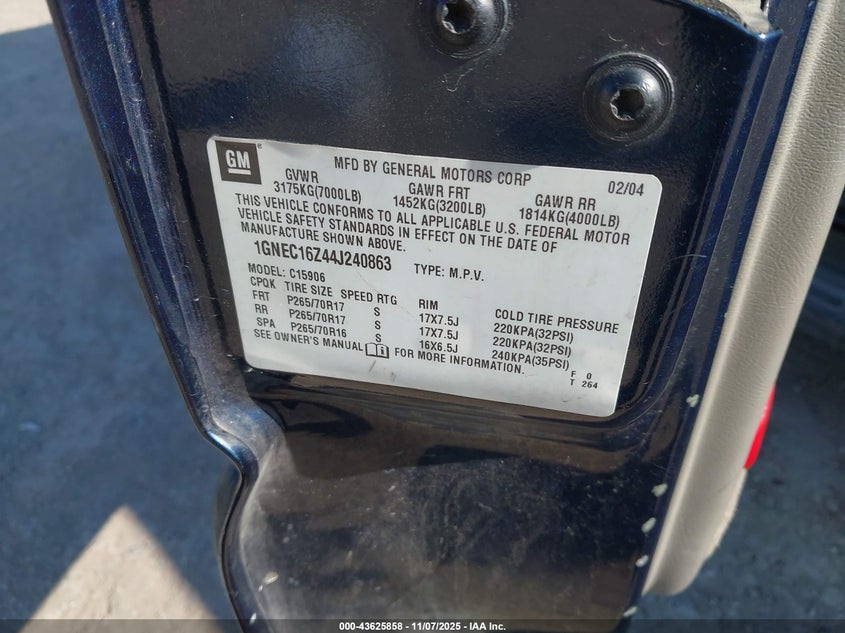 GM
MFD BY GENERAL MOTORS CORP 02/04
GVWR GAWR FRT GAWR RR
3175KG(7000LB) 1452KG(3200LB) 1814KG(4000LB)
THIS VEHICLE CONFORMS TO ALL APPLICABLE U.S. FEDERAL MOTOR
VEHICLE SAFETY STANDARDS IN EFFECT ON THE DATE OF
MANUFACTURE SHOWN ABOVE.
1GNEC16Z44J240863 TYPE: M.P.V.
MODEL: C15906
CPQK TIRE SIZE SPEED RTG RIM COLD TIRE PRESSURE
FRT P265/70R17 S 17X7.5J 220KPA(32PSI)
RR P265/70R17 S 17X7.5J 220KPA(32PSI)
SPA P265/70R16 S 16X6.5J 240KPA(35PSI)
SEE OWNER'S MANUAL FOR MORE INFORMATION.
F 0
T 264
000-43625858 - 11/07/2025 - IAA Inc.